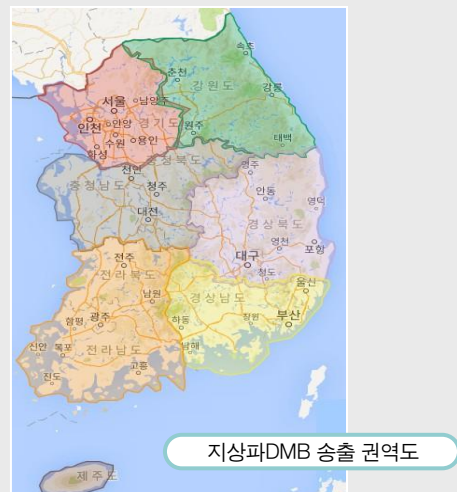 속초
춘천
강원도
강릉
서울 남양주
인천 안양 경기도 원주
수원 용인 태백
화성
충청북도
천안 영주
충청남도 청주 안동
영덕
대전 경상북도
영천 포항
전주 대구
전라북도 청도
남원 경상남도 울산
함평 광주 하동 창원 부산
신안 목포 전라남도 남해
진도 고흥
지상파DMB 송출 권역도
제주도